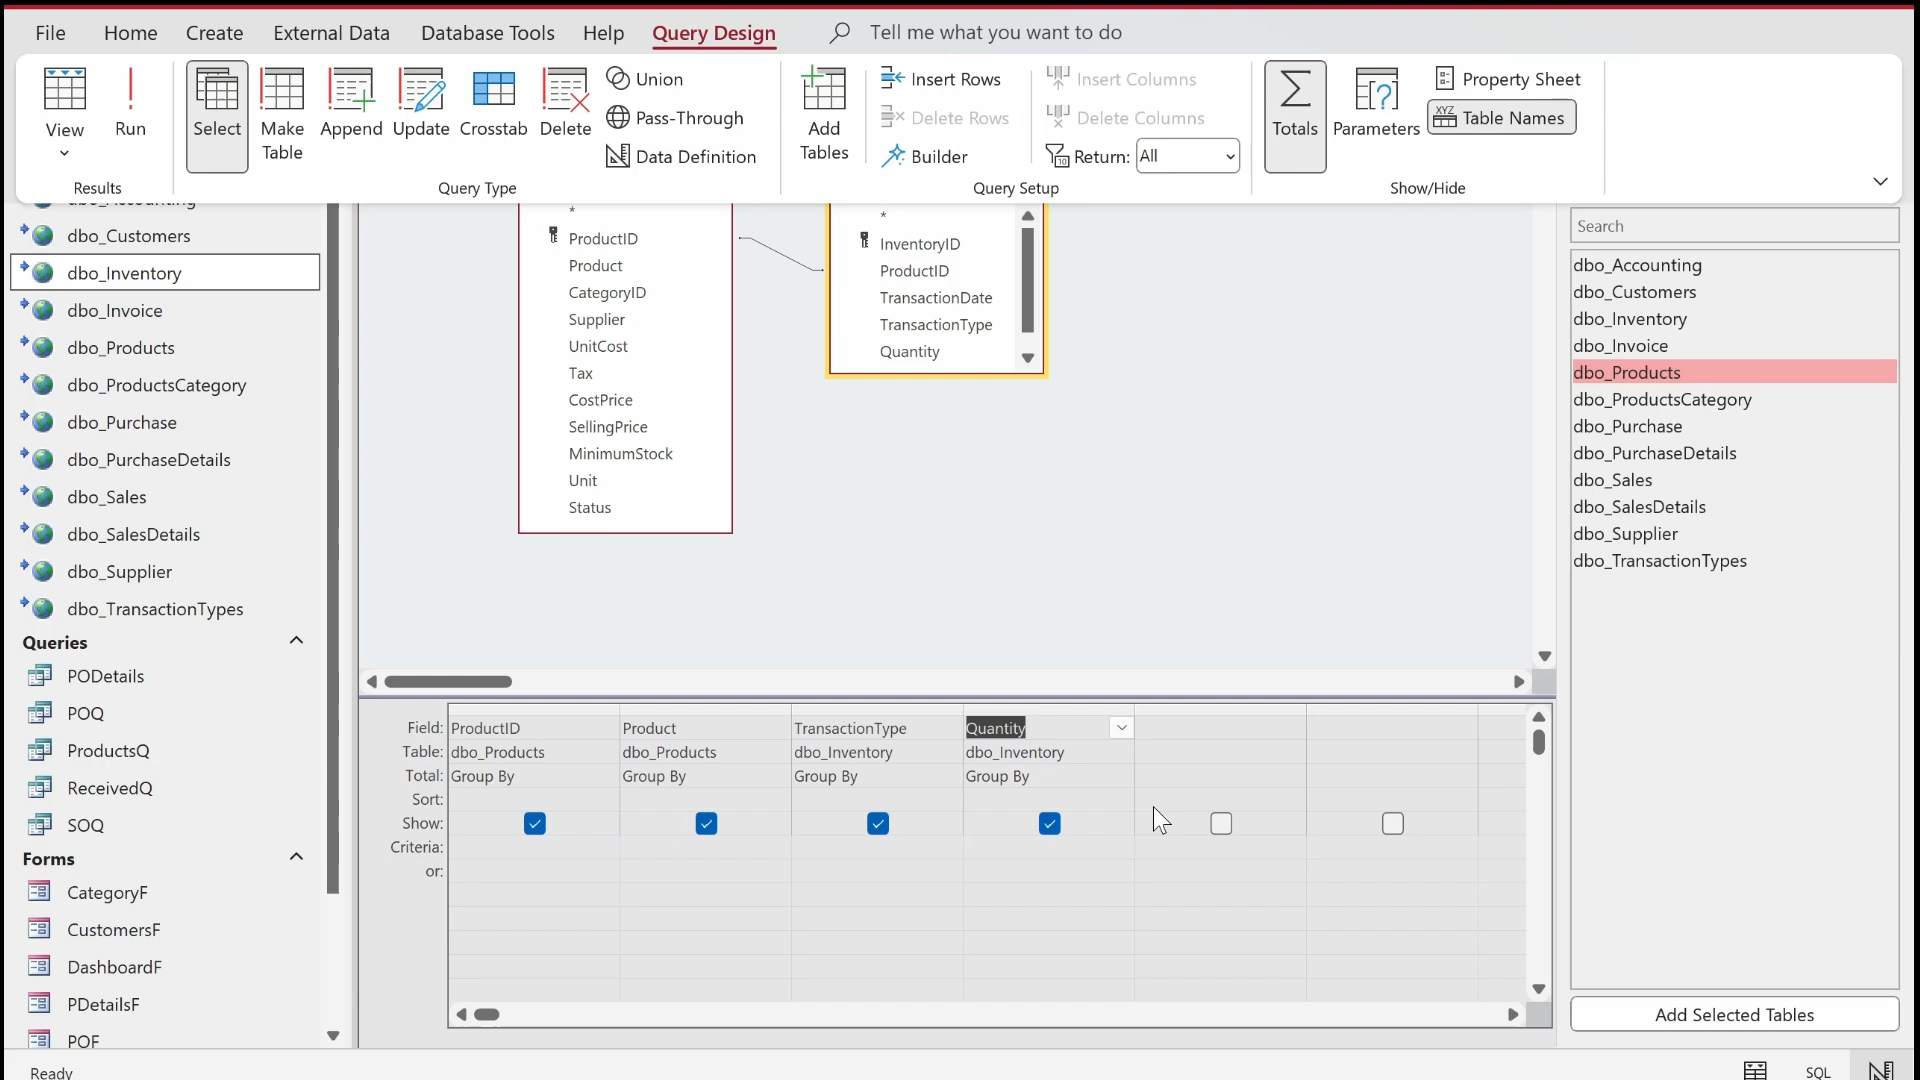 File Home Create External Data Database Tools Help Query Design Tell me what you want to do
View Run Select Make Table Append Update Crosstab Delete
Union
Pass-Through
Data Definition
Add Tables
Insert Rows
Delete Rows
Builder
Insert Columns
Delete Columns
Return: All
Totals Parameters
Property Sheet
XYZ Table Names
Results Query Type Query Setup Show/Hide
dbo_Accounting
dbo_Customers
dbo_Inventory
dbo_Invoice
dbo_Products
dbo_ProductsCategory
dbo_Purchase
dbo_PurchaseDetails
dbo_Sales
dbo_SalesDetails
dbo_Supplier
dbo_TransactionTypes
Queries
PODetails
POQ
ProductsQ
ReceivedQ
SOQ
Forms
CategoryF
CustomersF
DashboardF
PDetailsF
POF
*
ProductID
Product
CategoryID
Supplier
UnitCost
Tax
CostPrice
SellingPrice
MinimumStock
Unit
Status
*
InventoryID
ProductID
TransactionDate
TransactionType
Quantity
Field: ProductID Product TransactionType Quantity
Table: dbo_Products dbo_Products dbo_Inventory dbo_Inventory
Total: Group By Group By Group By Group By
Sort:
Show:
Criteria:
or:
Search
dbo_Accounting
dbo_Customers
dbo_Inventory
dbo_Invoice
dbo_Products
dbo_ProductsCategory
dbo_Purchase
dbo_PurchaseDetails
dbo_Sales
dbo_SalesDetails
dbo_Supplier
dbo_TransactionTypes
Add Selected Tables
Ready SQL